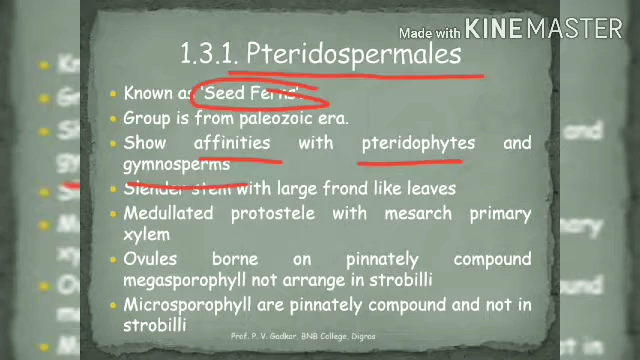 Made with KINEMASTER
1.3.1. Pteridospermales
• Known as 'Seed Ferns'.
• Group is from paleozoic era.
• Show affinities with pteridophytes and
gymnosperms
• Slender stem with large frond like leaves
• Medullated protostele with mesarch primary
xylem
• Ovules borne on pinnately compound
megasporophyll not arrange in strobilli
• Microsporophyll are pinnately compound and not in
strobilli
Prof. P. V. Gadkar, BNB College, Digras